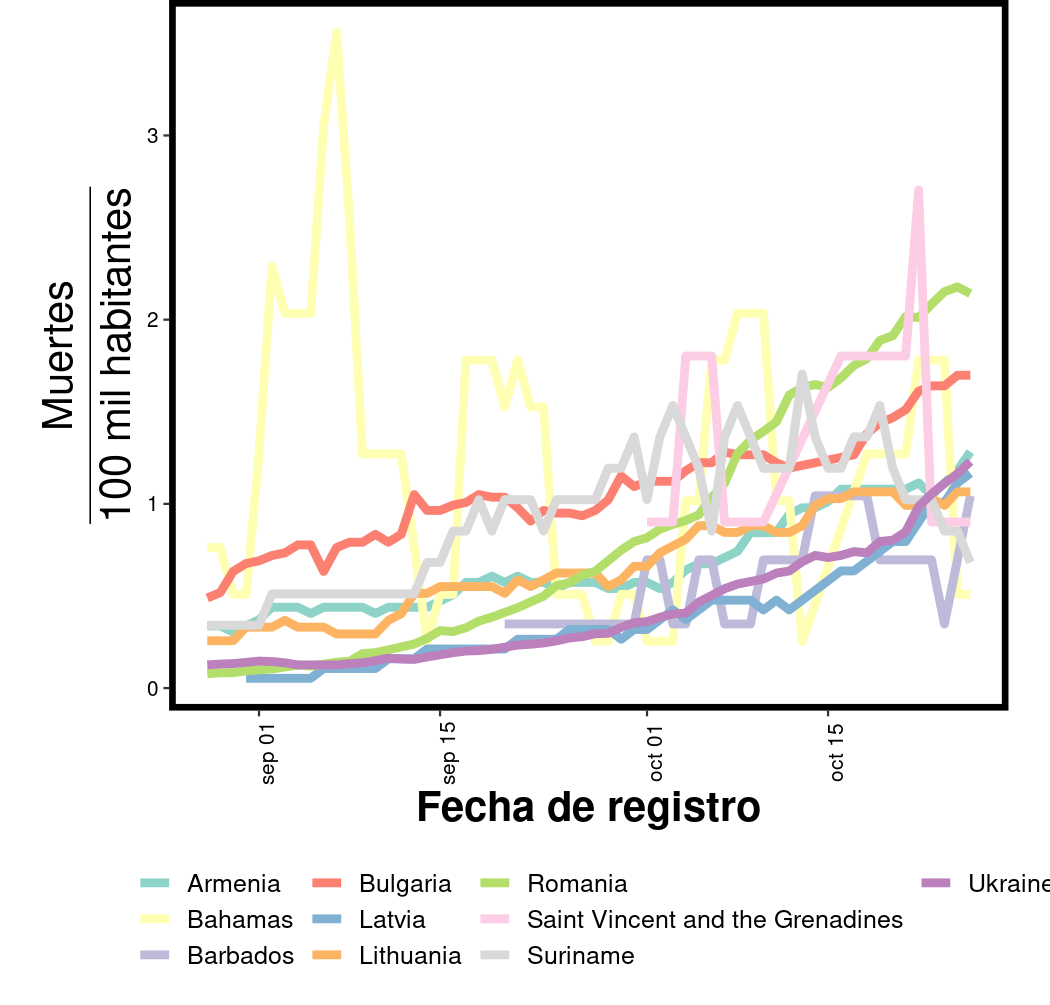 Muertes
100 mil habitantes
3
2
1
0
sep 01
sep 15
oct 01
oct 15
Fecha de registro
Armenia
Bulgaria
Romania
Ukraine
Bahamas
Latvia
Saint Vincent and the Grenadines
Barbados
Lithuania
Suriname